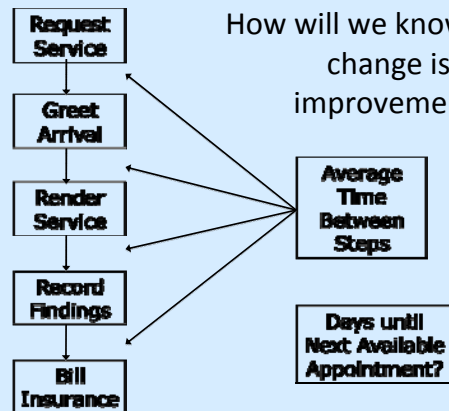 How will we know
change is
improveme
Request
Service
Greet
Arrival
Render
Service
Record
Findings
Bill
Insurance
Average
Time
Between
Steps
Days until
Next Available
Appointment?